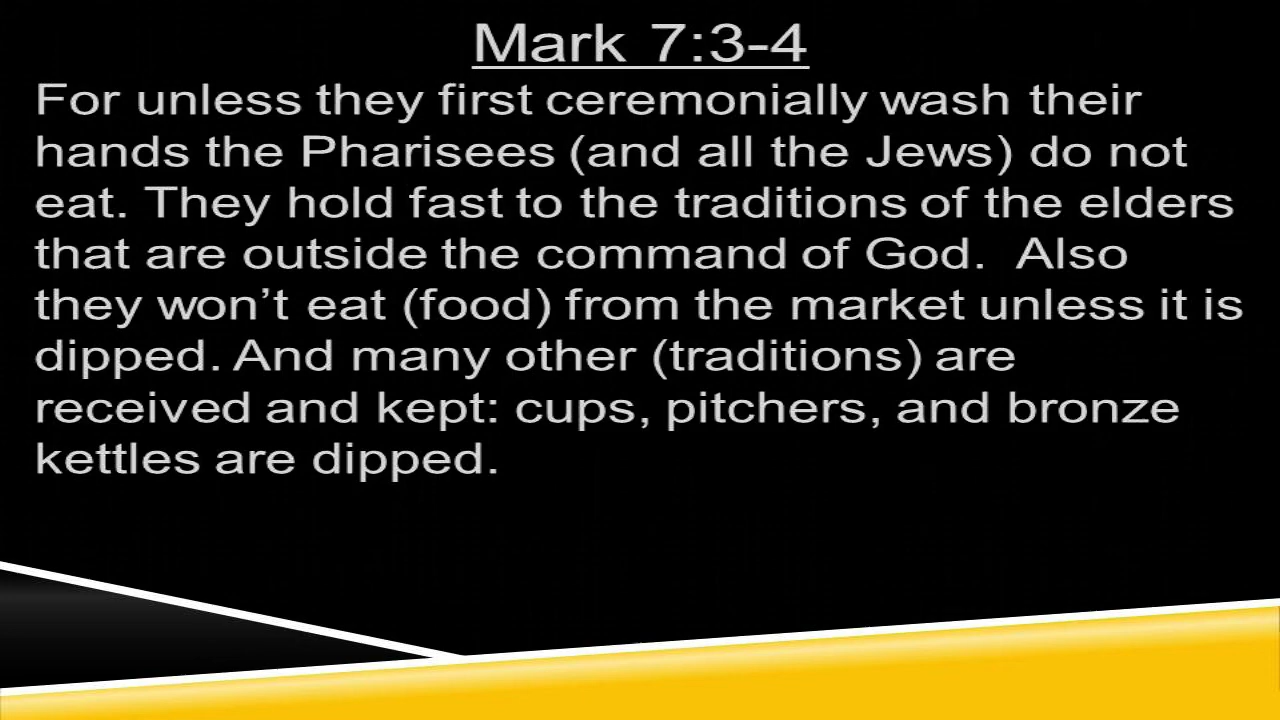 Mark 7:3-4
For unless they first ceremonially wash their
hands the Pharisees (and all the Jews) do not
eat. They hold fast to the traditions of the elders
that are outside the command of God.  Also
they won’t eat (food) from the market unless it is
dipped. And many other (traditions) are
received and kept: cups, pitchers, and bronze
kettles are dipped.